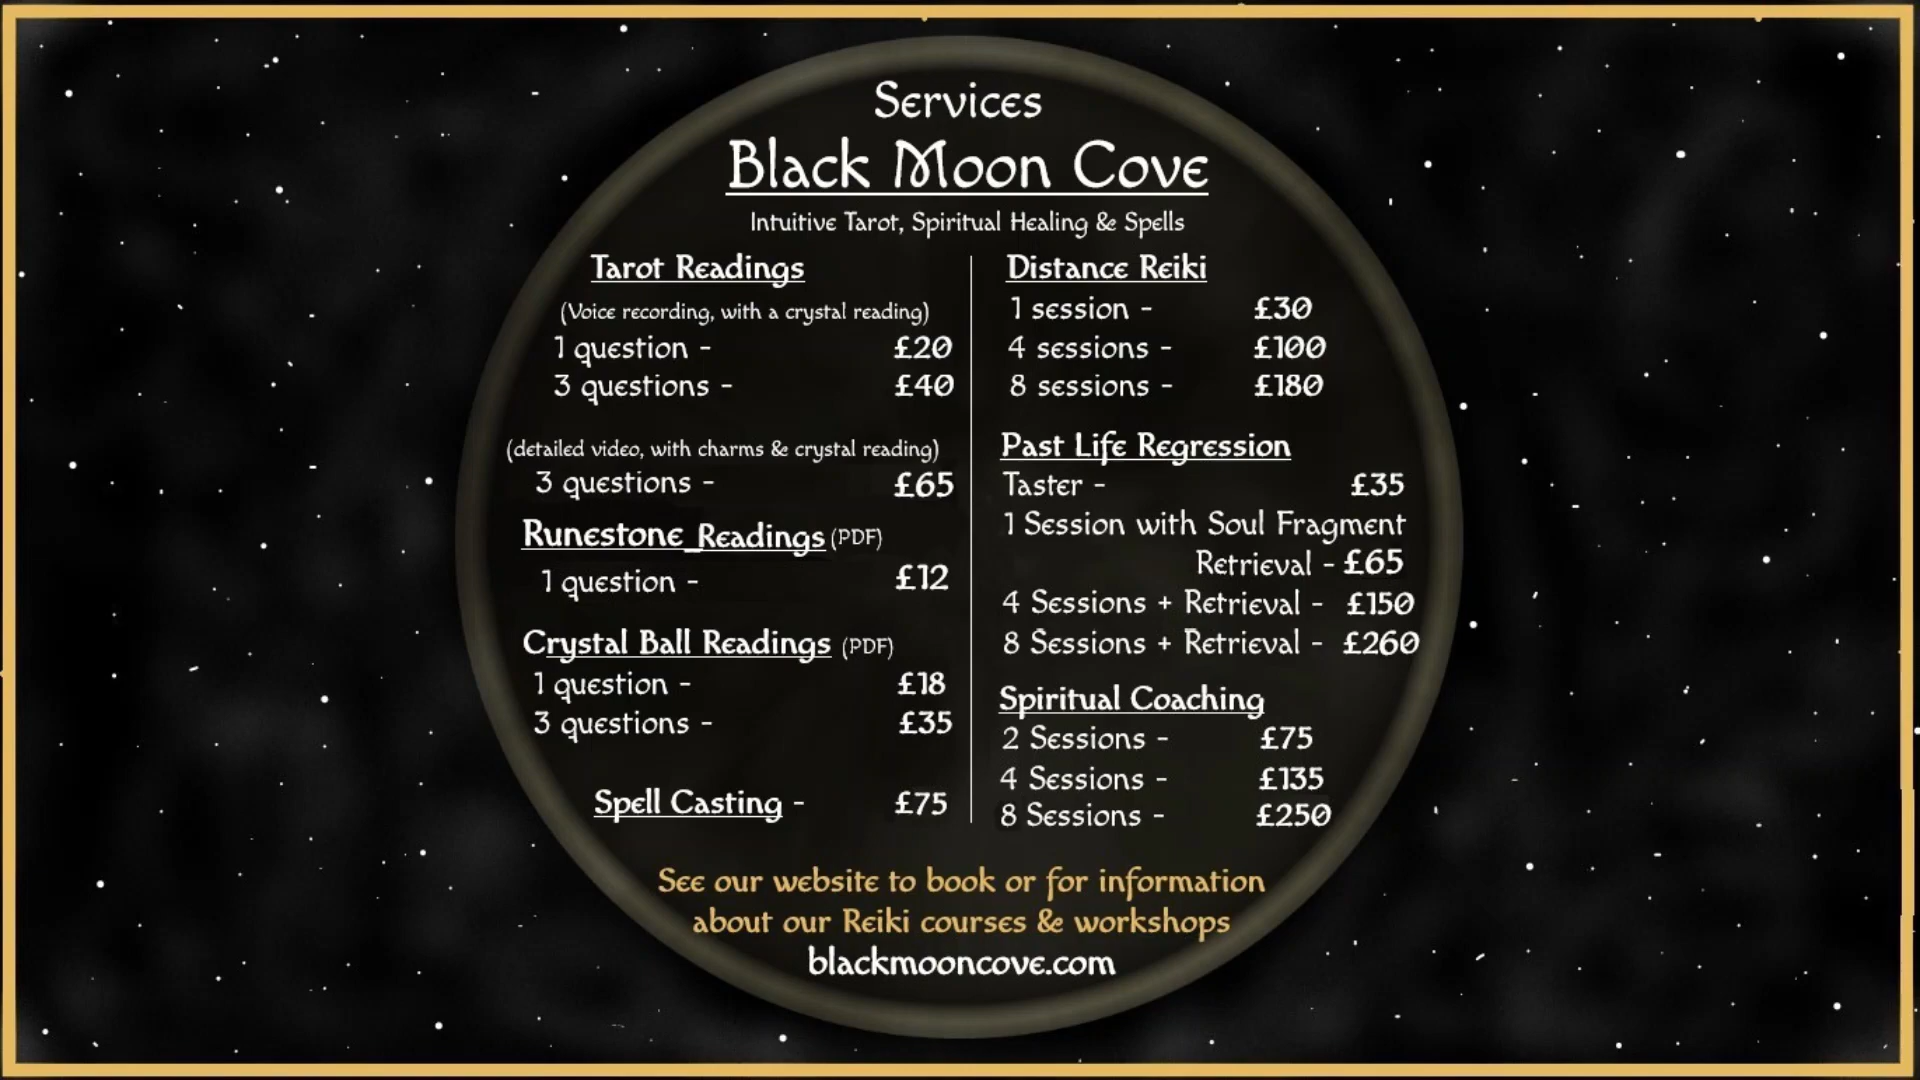 Services
Black Moon Cove
Intuitive Tarot, Spiritual Healing & Spells
Tarot Readings
(Voice recording, with a crystal reading)
1 question - £20
3 questions - £40
(detailed video, with charms & crystal reading)
3 questions - £65
Runestone Readings (PDF)
1 question - £12
Crystal Ball Readings (PDF)
1 question - £18
3 questions - £35
Spell Casting - £75
Distance Reiki
1 session - £30
4 sessions - £100
8 sessions - £180
Past Life Regression
Taster - £35
1 Session with Soul Fragment
Retrieval - £65
4 Sessions + Retrieval - £150
8 Sessions + Retrieval - £260
Spiritual Coaching
2 Sessions - £75
4 Sessions - £135
8 Sessions - £250
See our website to book or for information
about our Reiki courses & workshops
blackmooncove.com